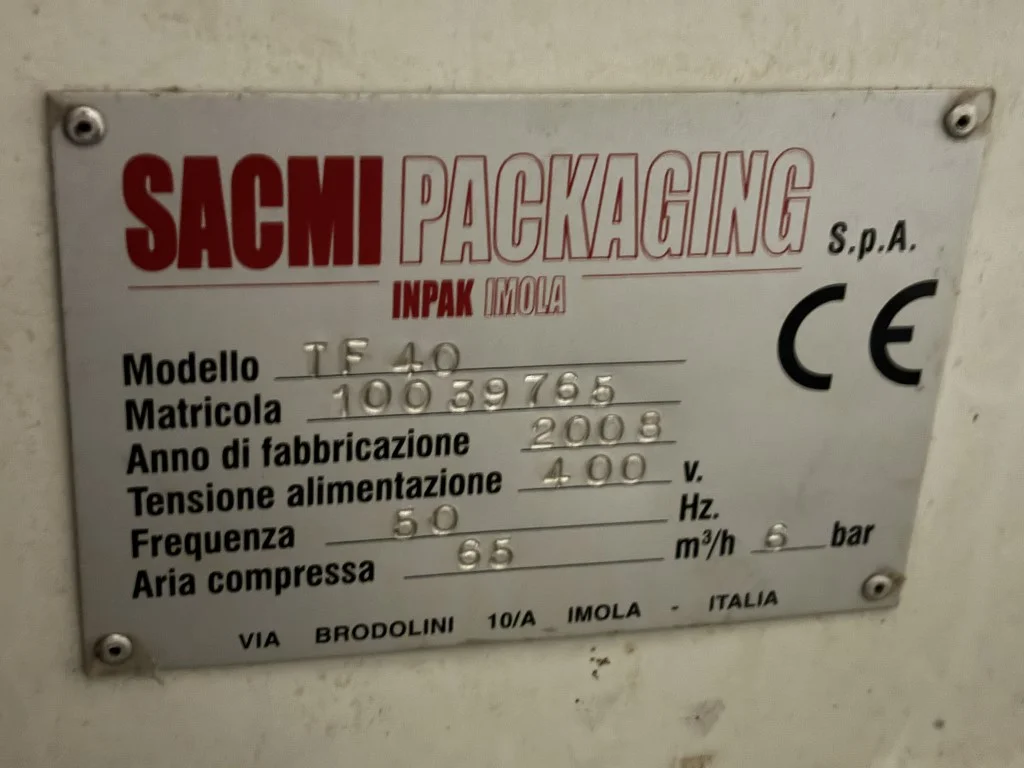 SACMI PACKAGING S.p.A.
INPAK IMOLA
CE
Modello TF 40
Matricola 10039765
Anno di fabbricazione 2008
Tensione alimentazione 400 V.
Frequenza 50 Hz.
Aria compressa 65 m³/h 6 bar
VIA BRODOLINI 10/A IMOLA - ITALIA